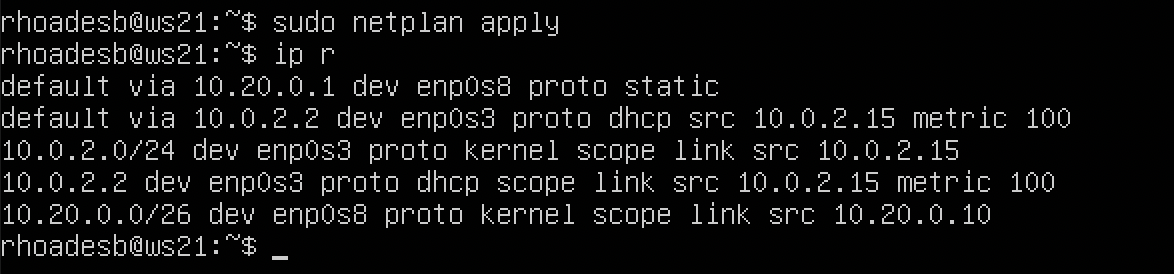 rhoadesb@ws21:~$ sudo netplan apply
rhoadesb@ws21:~$ ip r
default via 10.20.0.1 dev enp0s8 proto static
default via 10.0.2.2 dev enp0s3 proto dhcp src 10.0.2.15 metric 100
10.0.2.0/24 dev enp0s3 proto kernel scope link src 10.0.2.15
10.0.2.2 dev enp0s3 proto dhcp scope link src 10.0.2.15 metric 100
10.20.0.0/26 dev enp0s8 proto kernel scope link src 10.20.0.10
rhoadesb@ws21:~$ _